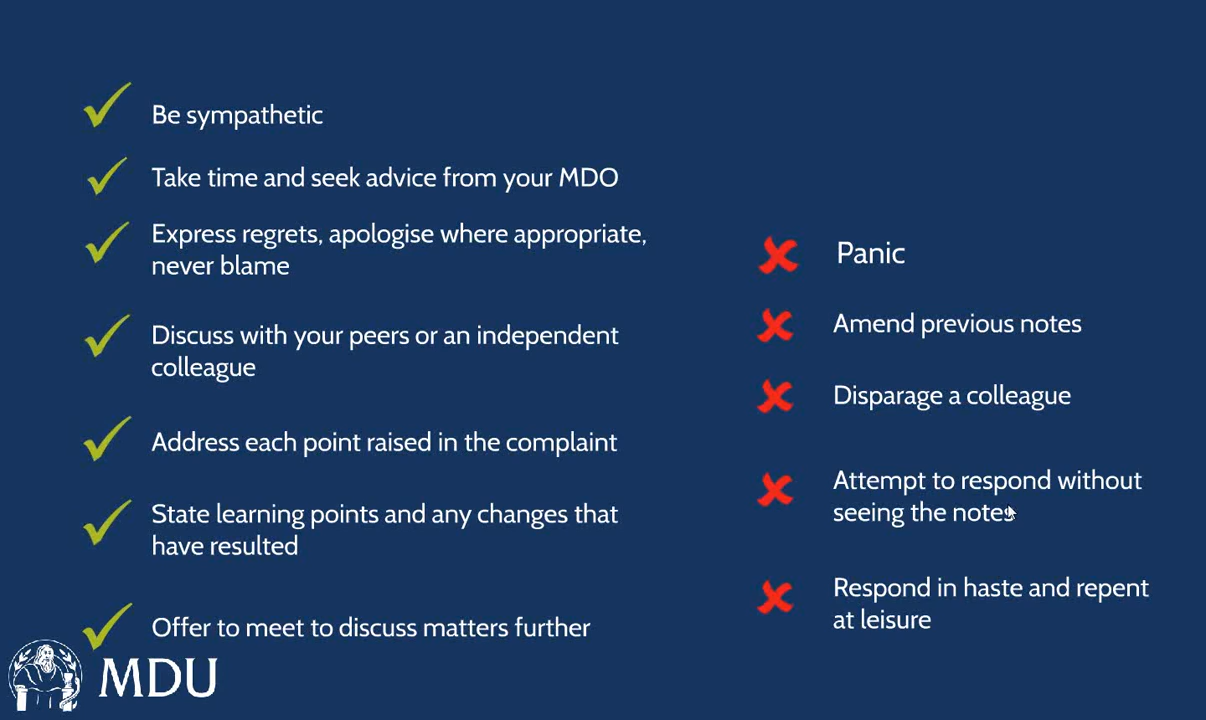 Be sympathetic
Take time and seek advice from your MDO
Express regrets, apologise where appropriate,
never blame
Discuss with your peers or an independent
colleague
Address each point raised in the complaint
State learning points and any changes that
have resulted
Offer to meet to discuss matters further
MDU
Panic
Amend previous notes
Disparage a colleague
Attempt to respond without
seeing the notes
Respond in haste and repent
at leisure